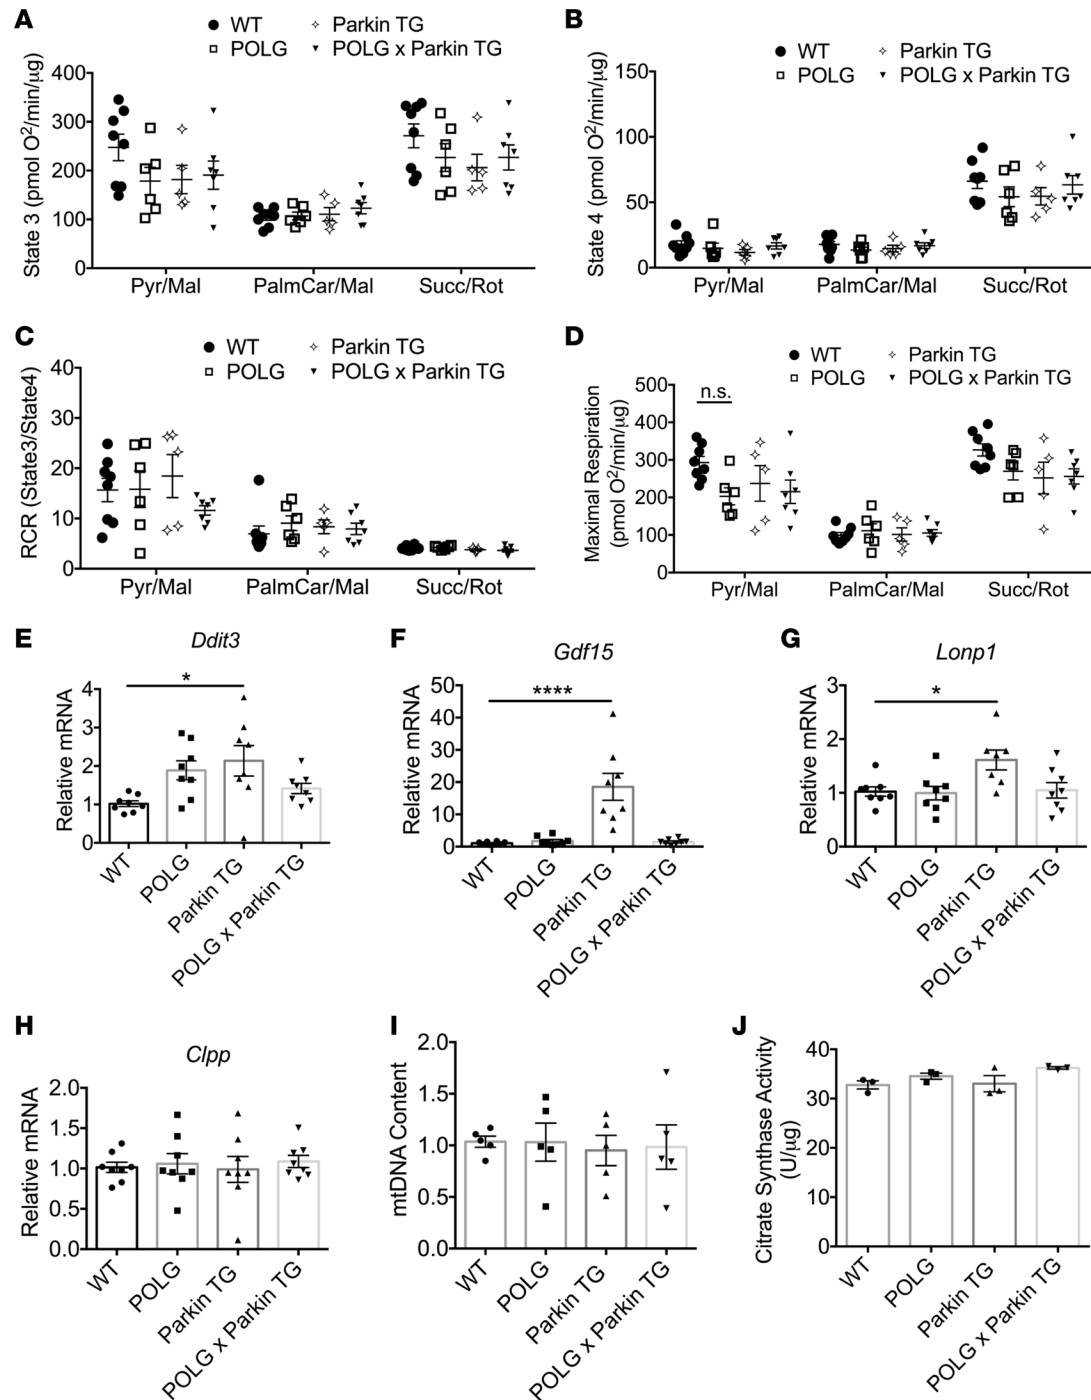 A
WT
POLG
Parkin TG
POLG x Parkin TG
State 3 (pmol O²/min/μg)
400
300
200
100
0
Pyr/Mal
PalmCar/Mal
Succ/Rot
B
WT
POLG
Parkin TG
POLG x Parkin TG
State 4 (pmol O²/min/μg)
150
100
50
0
Pyr/Mal
PalmCar/Mal
Succ/Rot
C
WT
POLG
Parkin TG
POLG x Parkin TG
RCR (State3/State4)
40
30
20
10
0
Pyr/Mal
PalmCar/Mal
Succ/Rot
D
WT
POLG
Parkin TG
POLG x Parkin TG
Maximal Respiration
(pmol O²/min/μg)
500
400
300
200
100
0
n.s.
Pyr/Mal
PalmCar/Mal
Succ/Rot
E
Ddit3
Relative mRNA
4
3
2
1
0
*
WT
POLG
Parkin TG
POLG x Parkin TG
F
Gdf15
Relative mRNA
50
40
30
20
10
0
****
WT
POLG
Parkin TG
POLG x Parkin TG
G
Lonp1
Relative mRNA
3
2
1
0
*
WT
POLG
Parkin TG
POLG x Parkin TG
H
Clpp
Relative mRNA
2.0
1.5
1.0
0.5
0.0
WT
POLG
Parkin TG
POLG x Parkin TG
I
mtDNA Content
2.0
1.5
1.0
0.5
0.0
WT
POLG
Parkin TG
POLG x Parkin TG
J
Citrate Synthase Activity
(U/μg)
40
30
20
10
0
WT
POLG
Parkin TG
POLG x Parkin TG